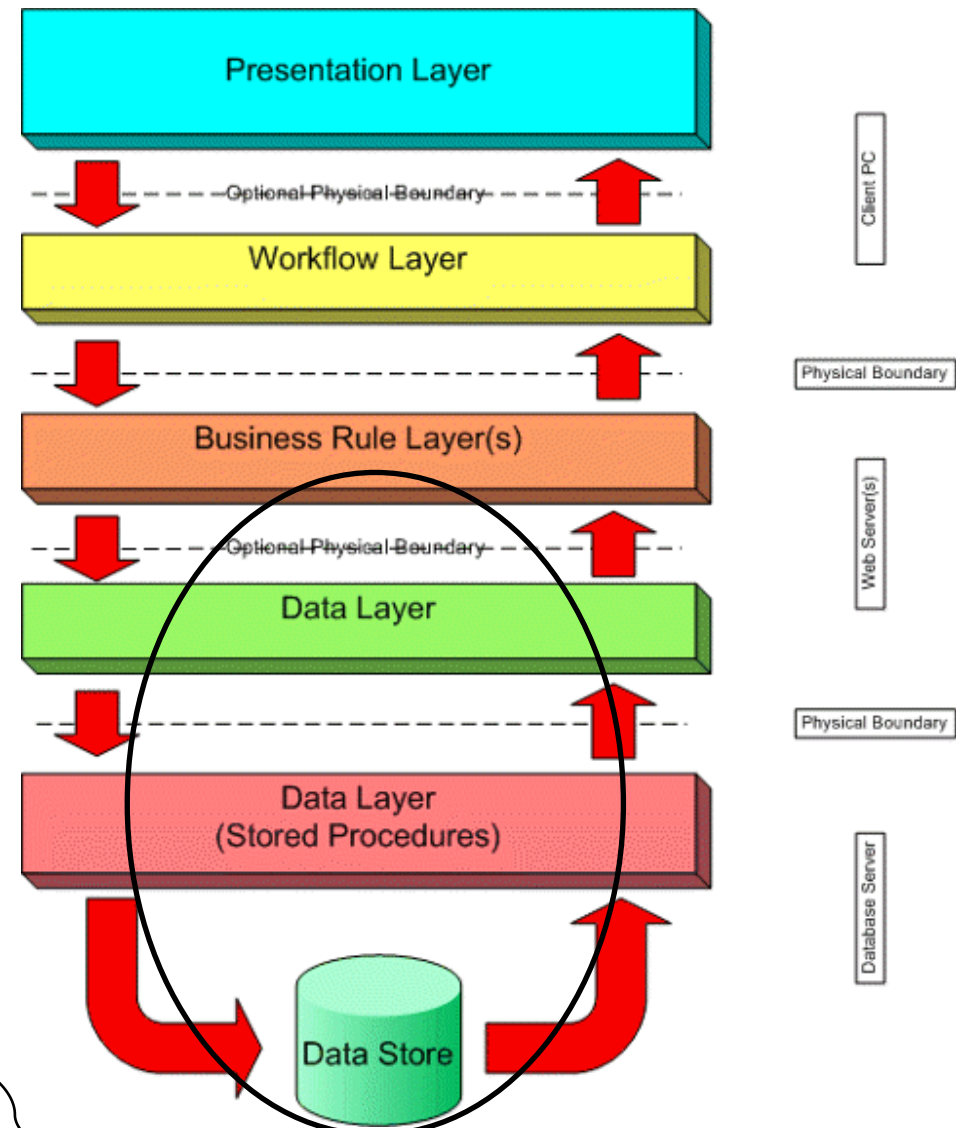 Presentation Layer
Optional Physical Boundary
Client PC
Workflow Layer
Physical Boundary
Business Rule Layer(s)
Optional Physical Boundary
Web Server(s)
Data Layer
Physical Boundary
Data Layer
(Stored Procedures)
Database Server
Data Store